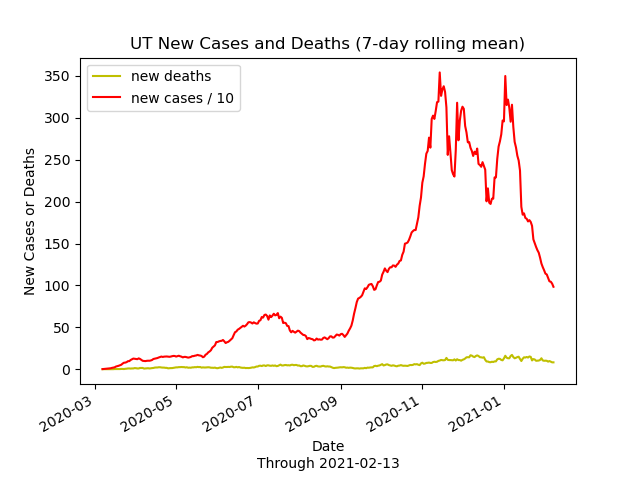 UT New Cases and Deaths (7-day rolling mean)
new deaths
new cases / 10
New Cases or Deaths
350
300
250
200
150
100
50
0
2020-03
2020-05
2020-07
2020-09
2020-11
2021-01
Date
Through 2021-02-13